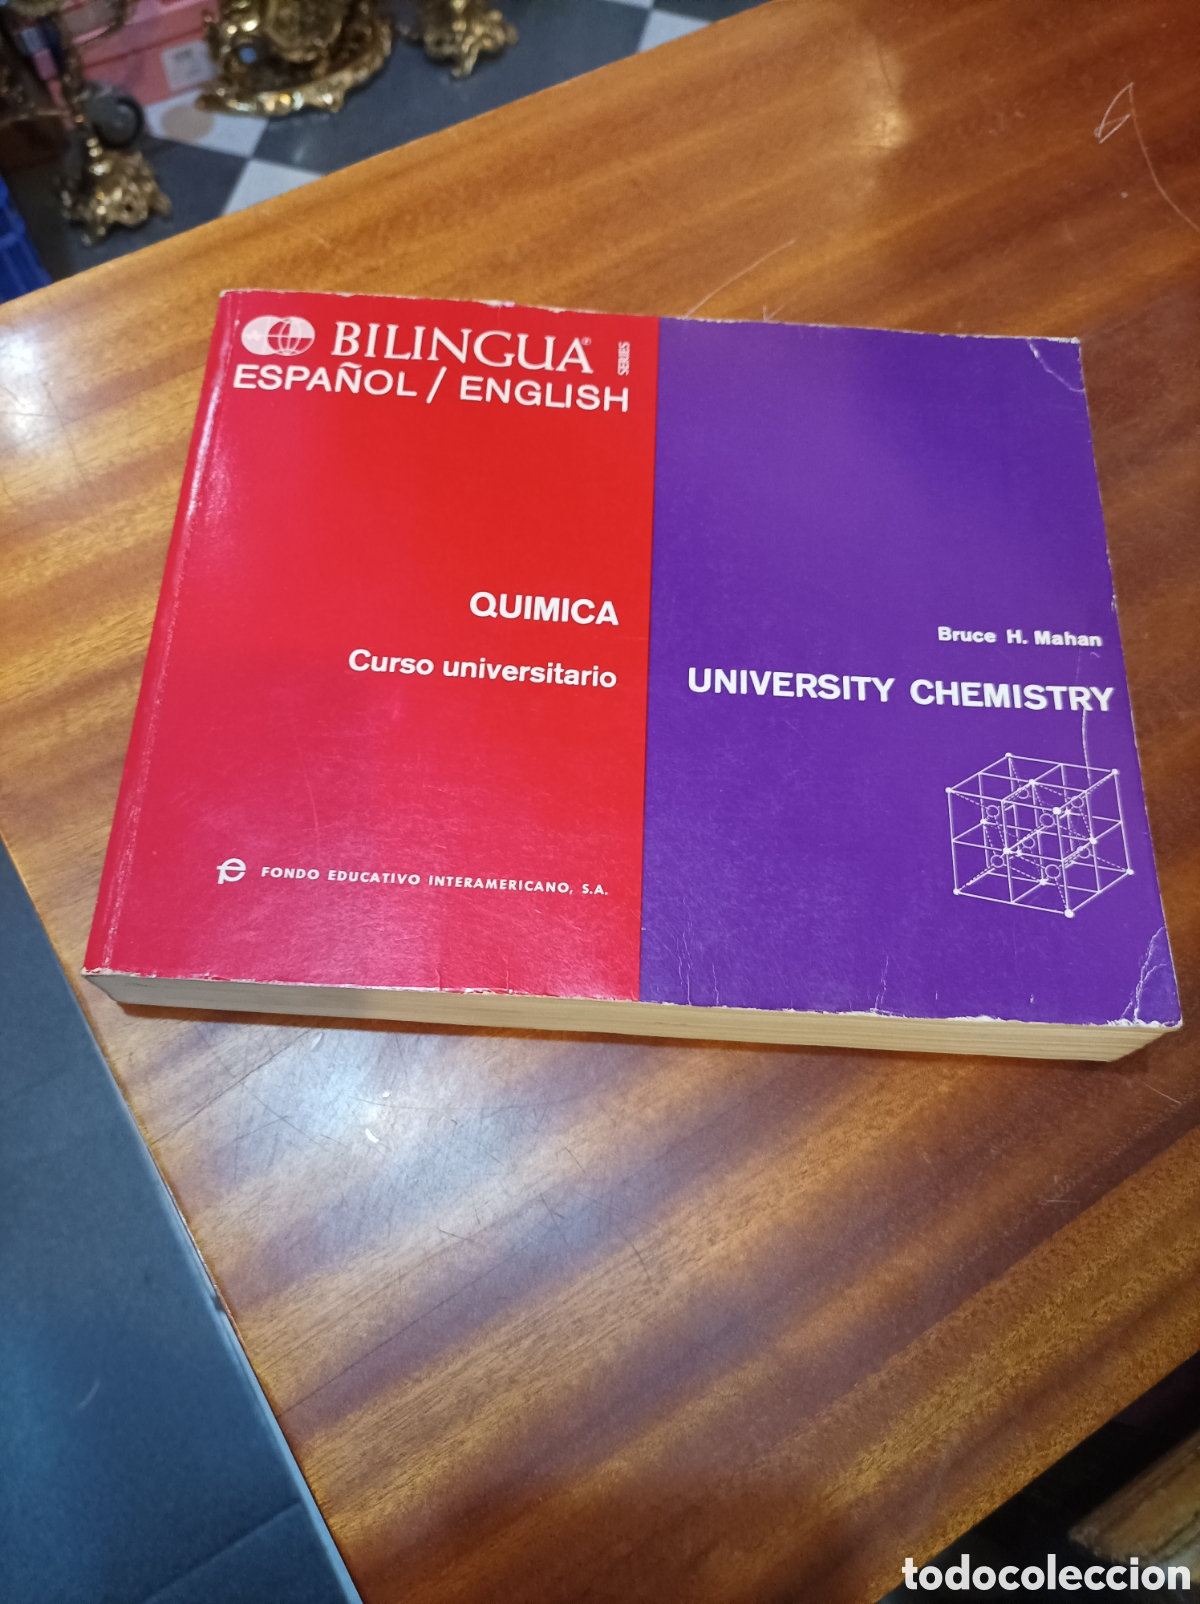 BILINGUA® SERIES
ESPAÑOL / ENGLISH
QUIMICA
Curso universitario
FONDO EDUCATIVO INTERAMERICANO, S.A.
Bruce H. Mahan
UNIVERSITY CHEMISTRY
todocoleccion